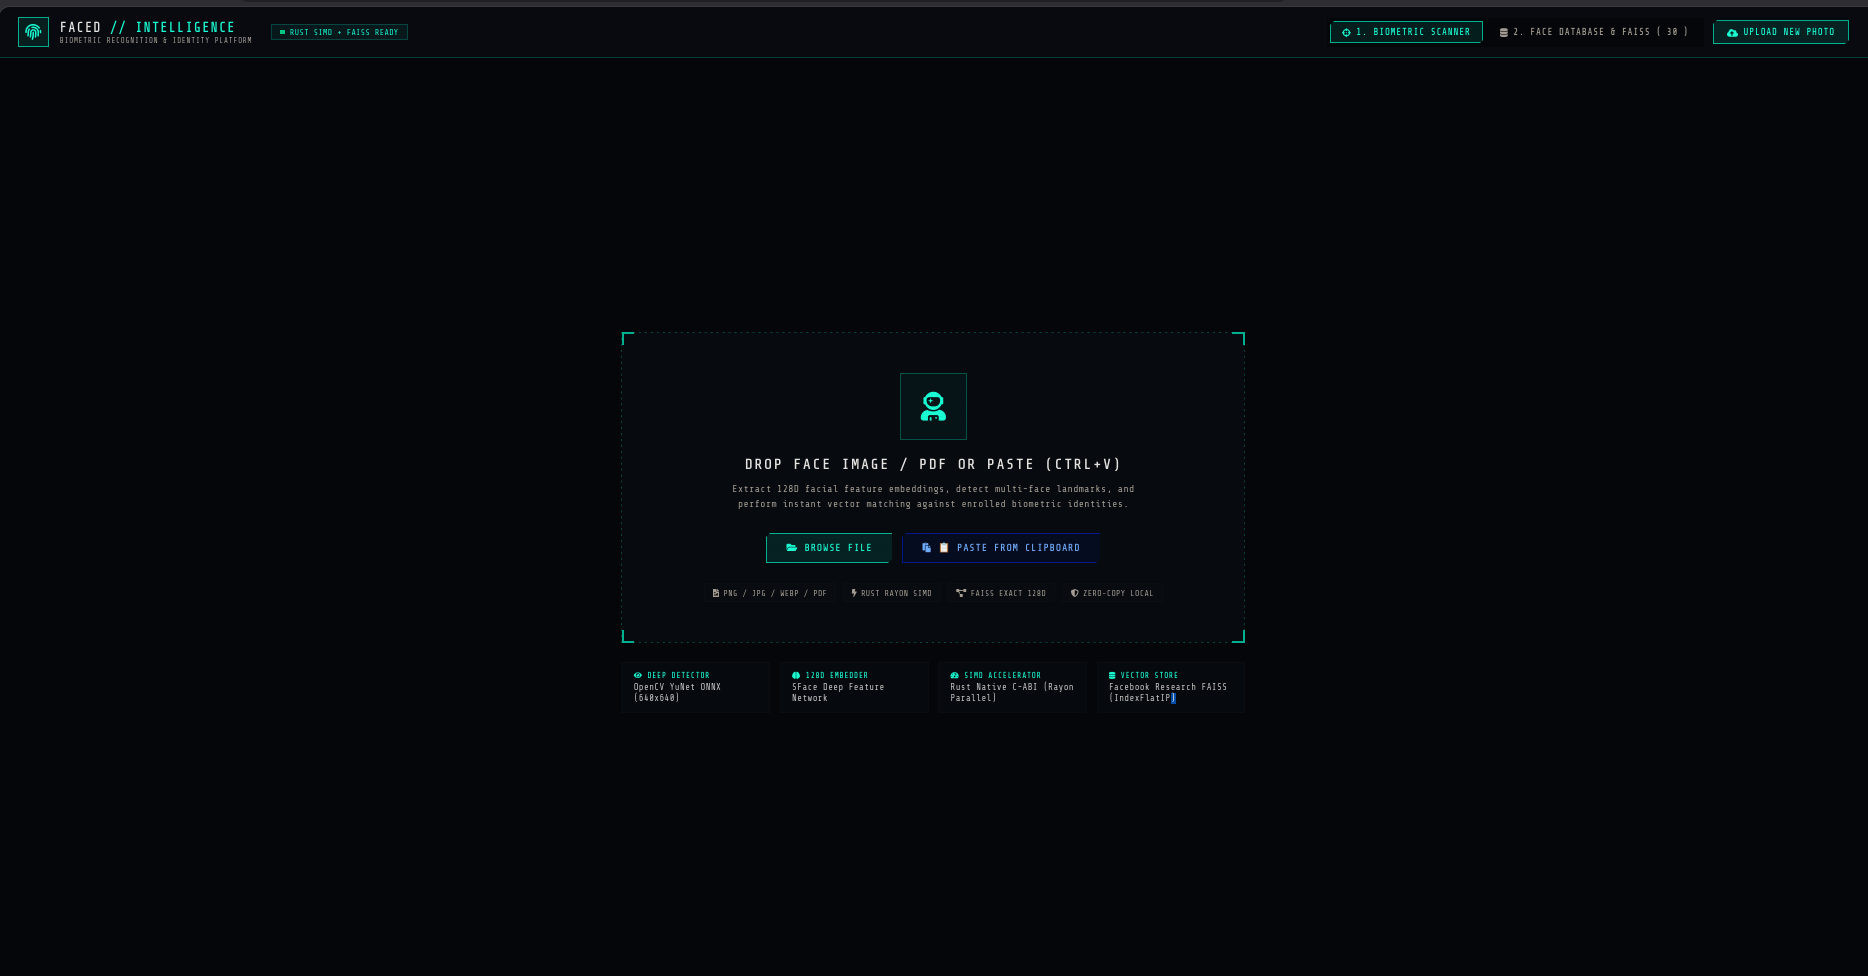 FACED // INTELLIGENCE
BIOMETRIC RECOGNITION & IDENTITY PLATFORM
RUST SIMD + FAISS READY
1. BIOMETRIC SCANNER
2. FACE DATABASE & FAISS ( 30 )
UPLOAD NEW PHOTO
DROP FACE IMAGE / PDF OR PASTE (CTRL+V)
Extract 128D facial feature embeddings, detect multi-face landmarks, and
perform instant vector matching against enrolled biometric identities.
BROWSE FILE
📋 PASTE FROM CLIPBOARD
PNG / JPG / WEBP / PDF
RUST RAYON SIMD
FAISS EXACT 128D
ZERO-COPY LOCAL
DEEP DETECTOR
OpenCV YuNet ONNX
(640x640)
128D EMBEDDER
SFace Deep Feature
Network
SIMD ACCELERATOR
Rust Native C-ABI (Rayon
Parallel)
VECTOR STORE
Facebook Research FAISS
(IndexFlatIP)